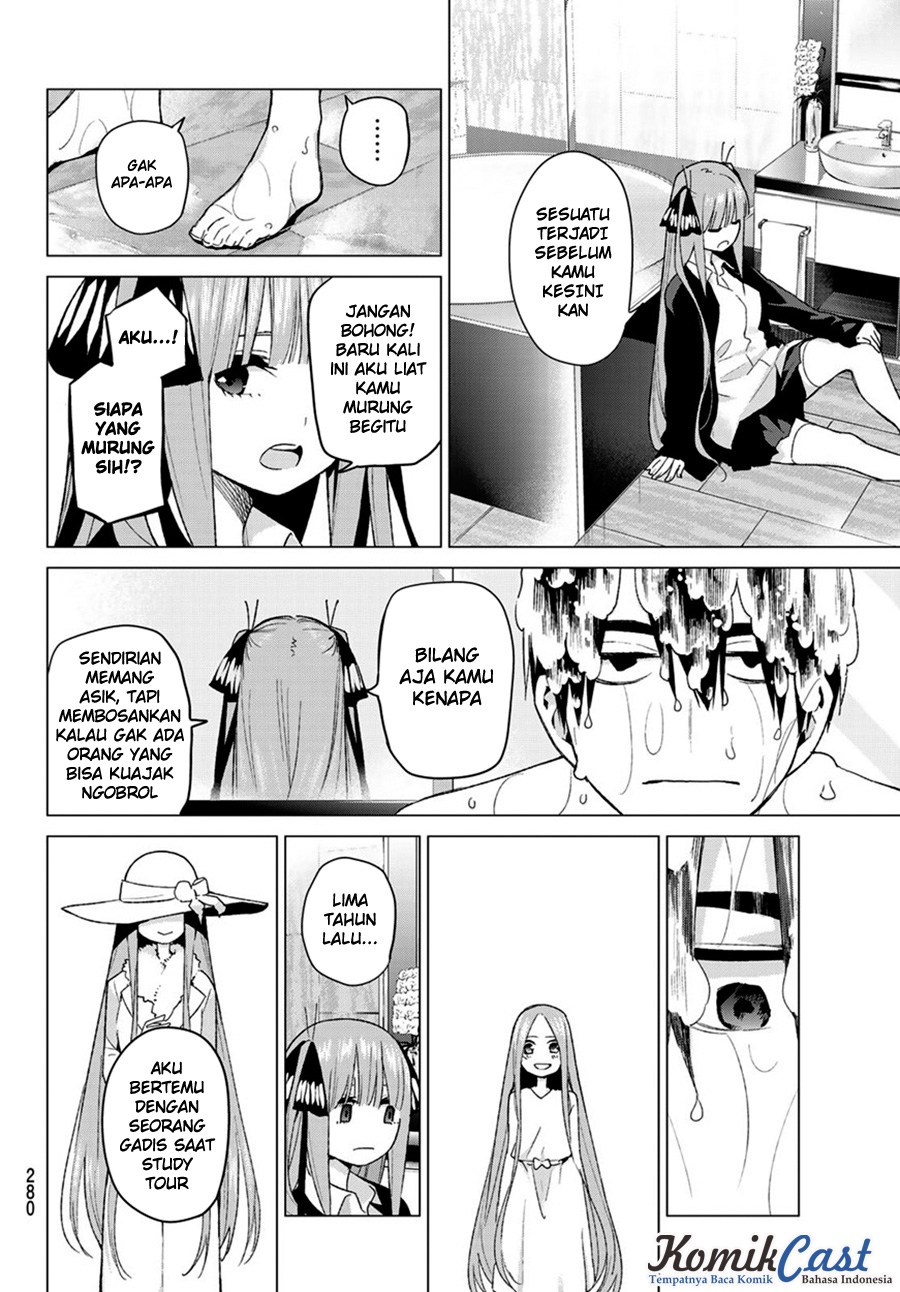 SESUATU
TERJADI
SEBELUM
KAMU
KESINI
KAN
......
GAK
APA-APA
JANGAN
BOHONG!
BARU KALI
INI AKU LIAT
KAMU
MURUNG
BEGITU
AKU...!
SIAPA
YANG
MURUNG
SIH!?
BILANG
AJA KAMU
KENAPA
SENDIRIAN
MEMANG
ASIK, TAPI
MEMBOSANKAN
KALAU GAK ADA
ORANG YANG
BISA KUAJAK
NGOBROL
LIMA
TAHUN
LALU...
AKU
BERTEMU
DENGAN
SEORANG
GADIS SAAT
STUDY
TOUR
280
KomikCast
Tempatnya Baca Komik Bahasa Indonesia